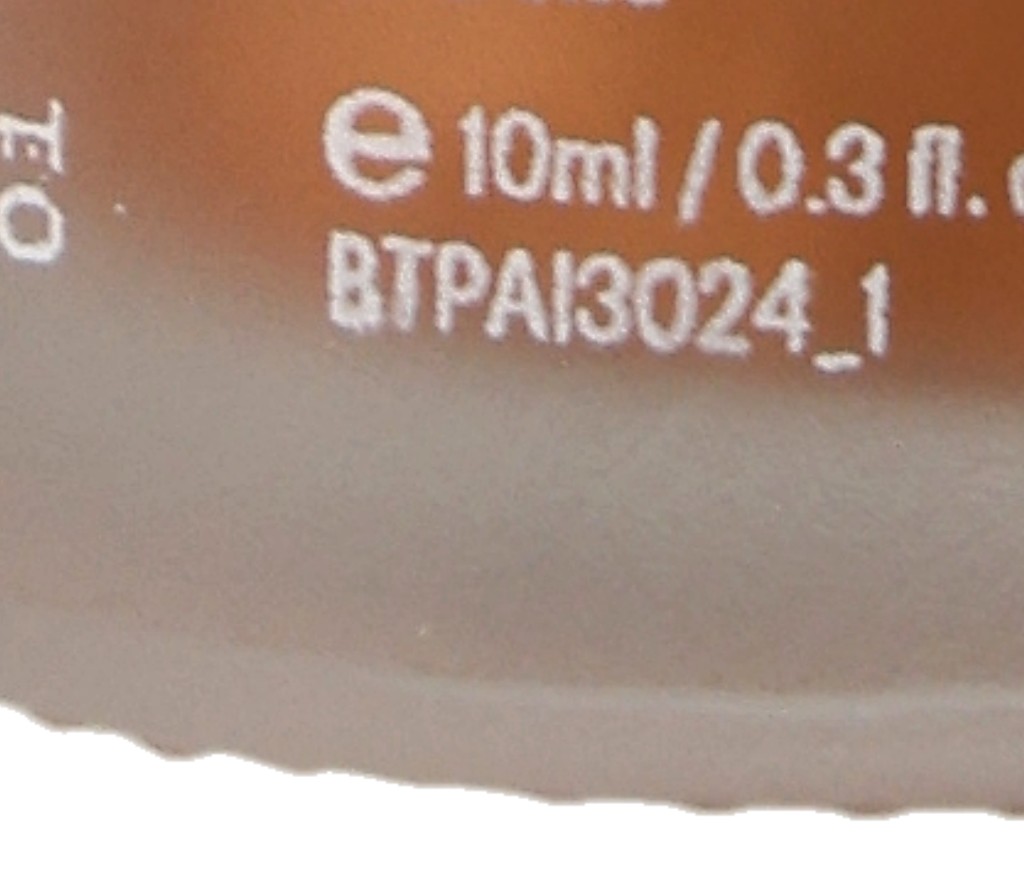 ℮ 10ml / 0.3 fl.
BTPAI3024_1